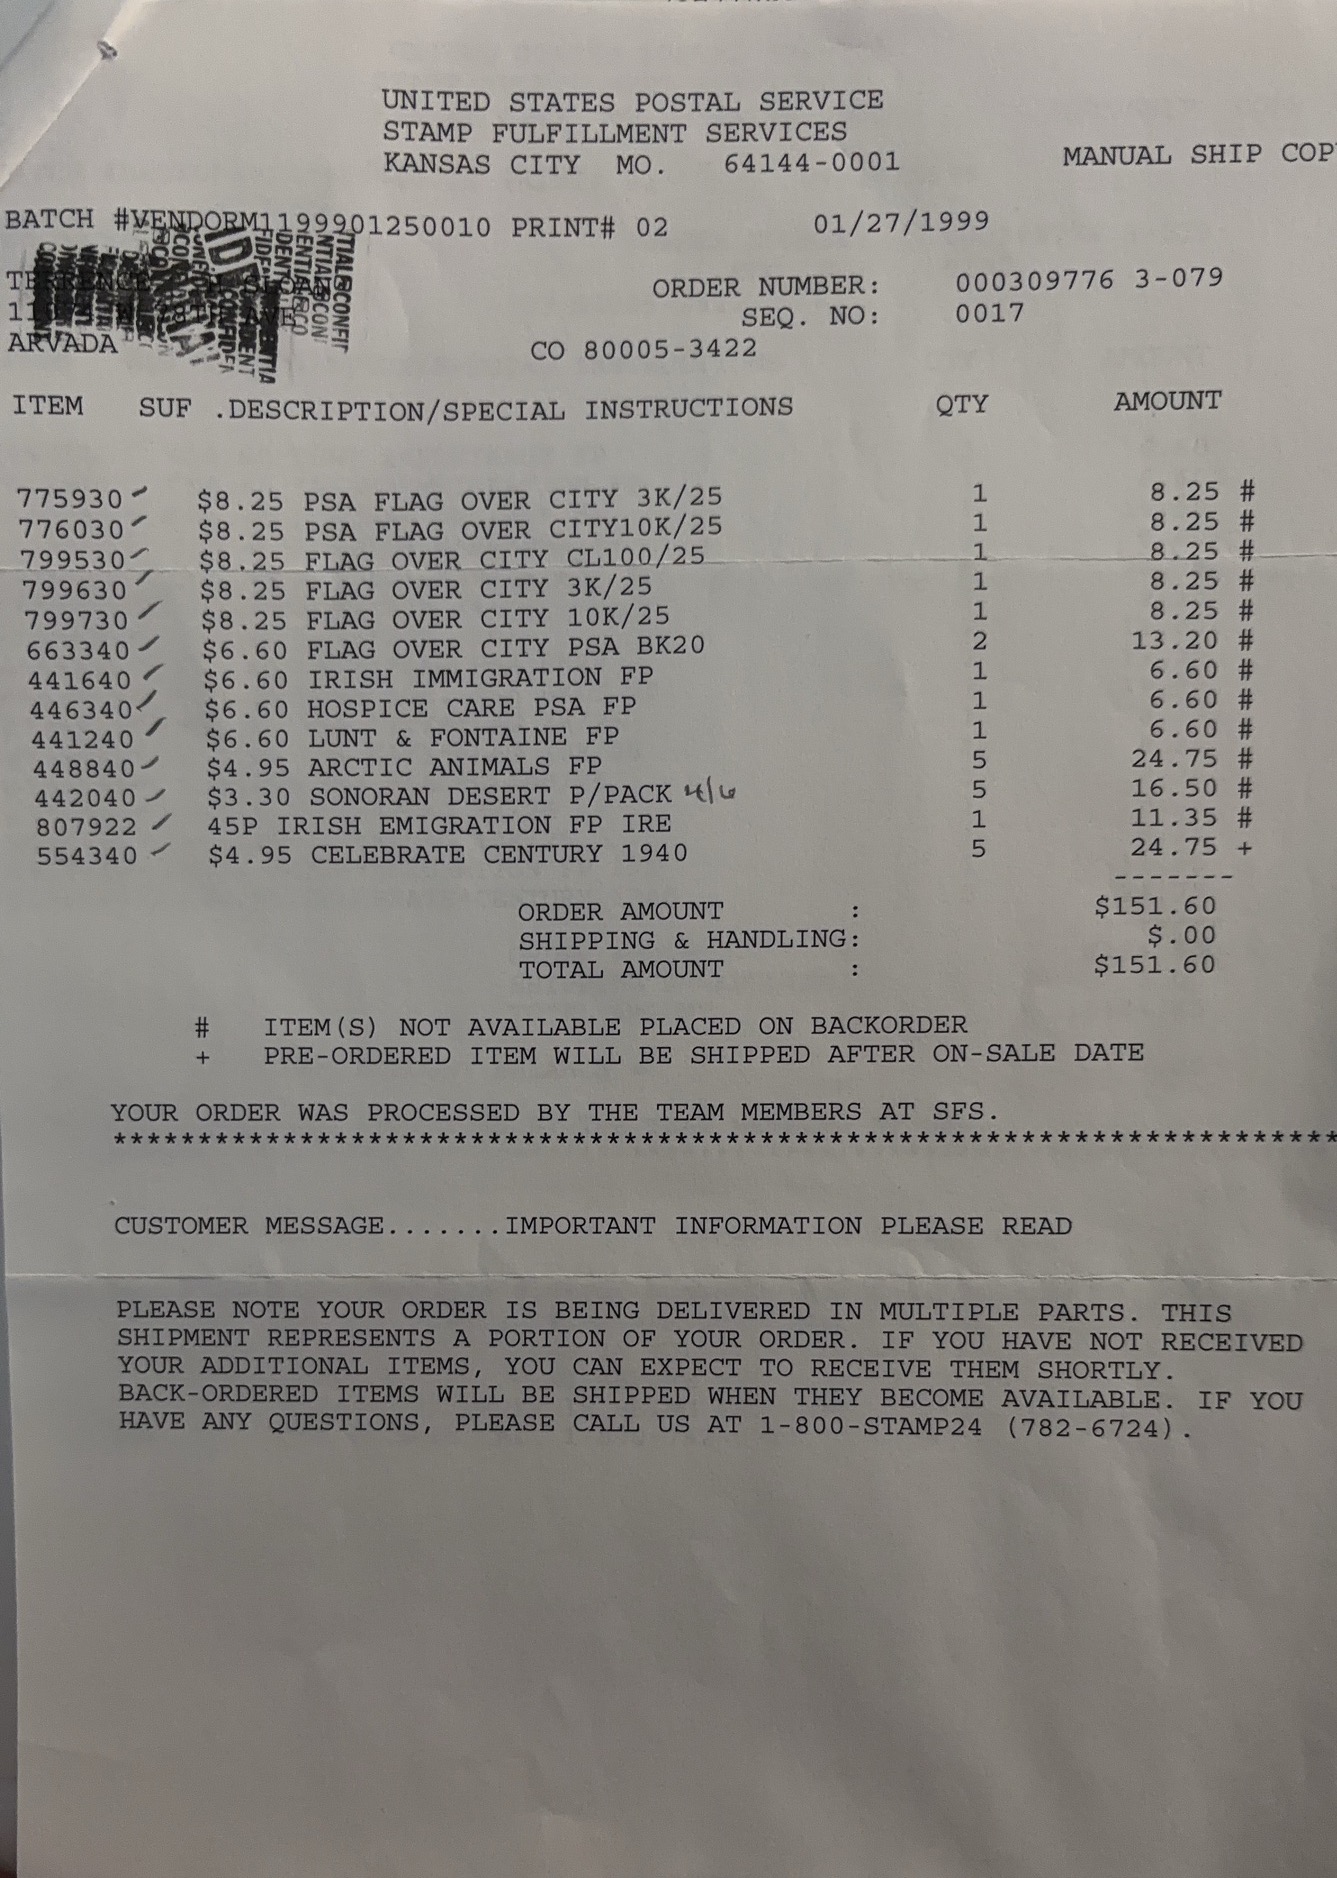 UNITED STATES POSTAL SERVICE
STAMP FULFILLMENT SERVICES
KANSAS CITY MO. 64144-0001
MANUAL SHIP
BATCH #VENDORM1199901250010 PRINT# 02 01/27/1999
ORDER NUMBER: 000309776 3-079
SEQ. NO: 0017
ARVADA CO 80005-3422
ITEM SUF .DESCRIPTION/SPECIAL INSTRUCTIONS QTY AMOUNT
775930 $8.25 PSA FLAG OVER CITY 3K/25 1 8.25 #
776030 $8.25 PSA FLAG OVER CITY10K/25 1 8.25 #
799530 $8.25 FLAG OVER CITY CL100/25 1 8.25 #
799630 $8.25 FLAG OVER CITY 3K/25 1 8.25 #
799730 $8.25 FLAG OVER CITY 10K/25 1 8.25 #
663340 $6.60 FLAG OVER CITY PSA BK20 2 13.20 #
441640 $6.60 IRISH IMMIGRATION FP 1 6.60 #
446340 $6.60 HOSPICE CARE PSA FP 1 6.60 #
441240 $6.60 LUNT & FONTAINE FP 1 6.60 #
448840 $4.95 ARCTIC ANIMALS FP 5 24.75 #
442040 $3.30 SONORAN DESERT P/PACK 4/6 5 16.50 #
807922 45P IRISH EMIGRATION FP IRE 1 11.35 #
554340 $4.95 CELEBRATE CENTURY 1940 5 24.75 +
-------
ORDER AMOUNT : $151.60
SHIPPING & HANDLING: $.00
TOTAL AMOUNT : $151.60
# ITEM(S) NOT AVAILABLE PLACED ON BACKORDER
+ PRE-ORDERED ITEM WILL BE SHIPPED AFTER ON-SALE DATE
YOUR ORDER WAS PROCESSED BY THE TEAM MEMBERS AT SFS.
************************************************************************
CUSTOMER MESSAGE.......IMPORTANT INFORMATION PLEASE READ
PLEASE NOTE YOUR ORDER IS BEING DELIVERED IN MULTIPLE PARTS. THIS
SHIPMENT REPRESENTS A PORTION OF YOUR ORDER. IF YOU HAVE NOT RECEIVED
YOUR ADDITIONAL ITEMS, YOU CAN EXPECT TO RECEIVE THEM SHORTLY.
BACK-ORDERED ITEMS WILL BE SHIPPED WHEN THEY BECOME AVAILABLE. IF YOU
HAVE ANY QUESTIONS, PLEASE CALL US AT 1-800-STAMP24 (782-6724).